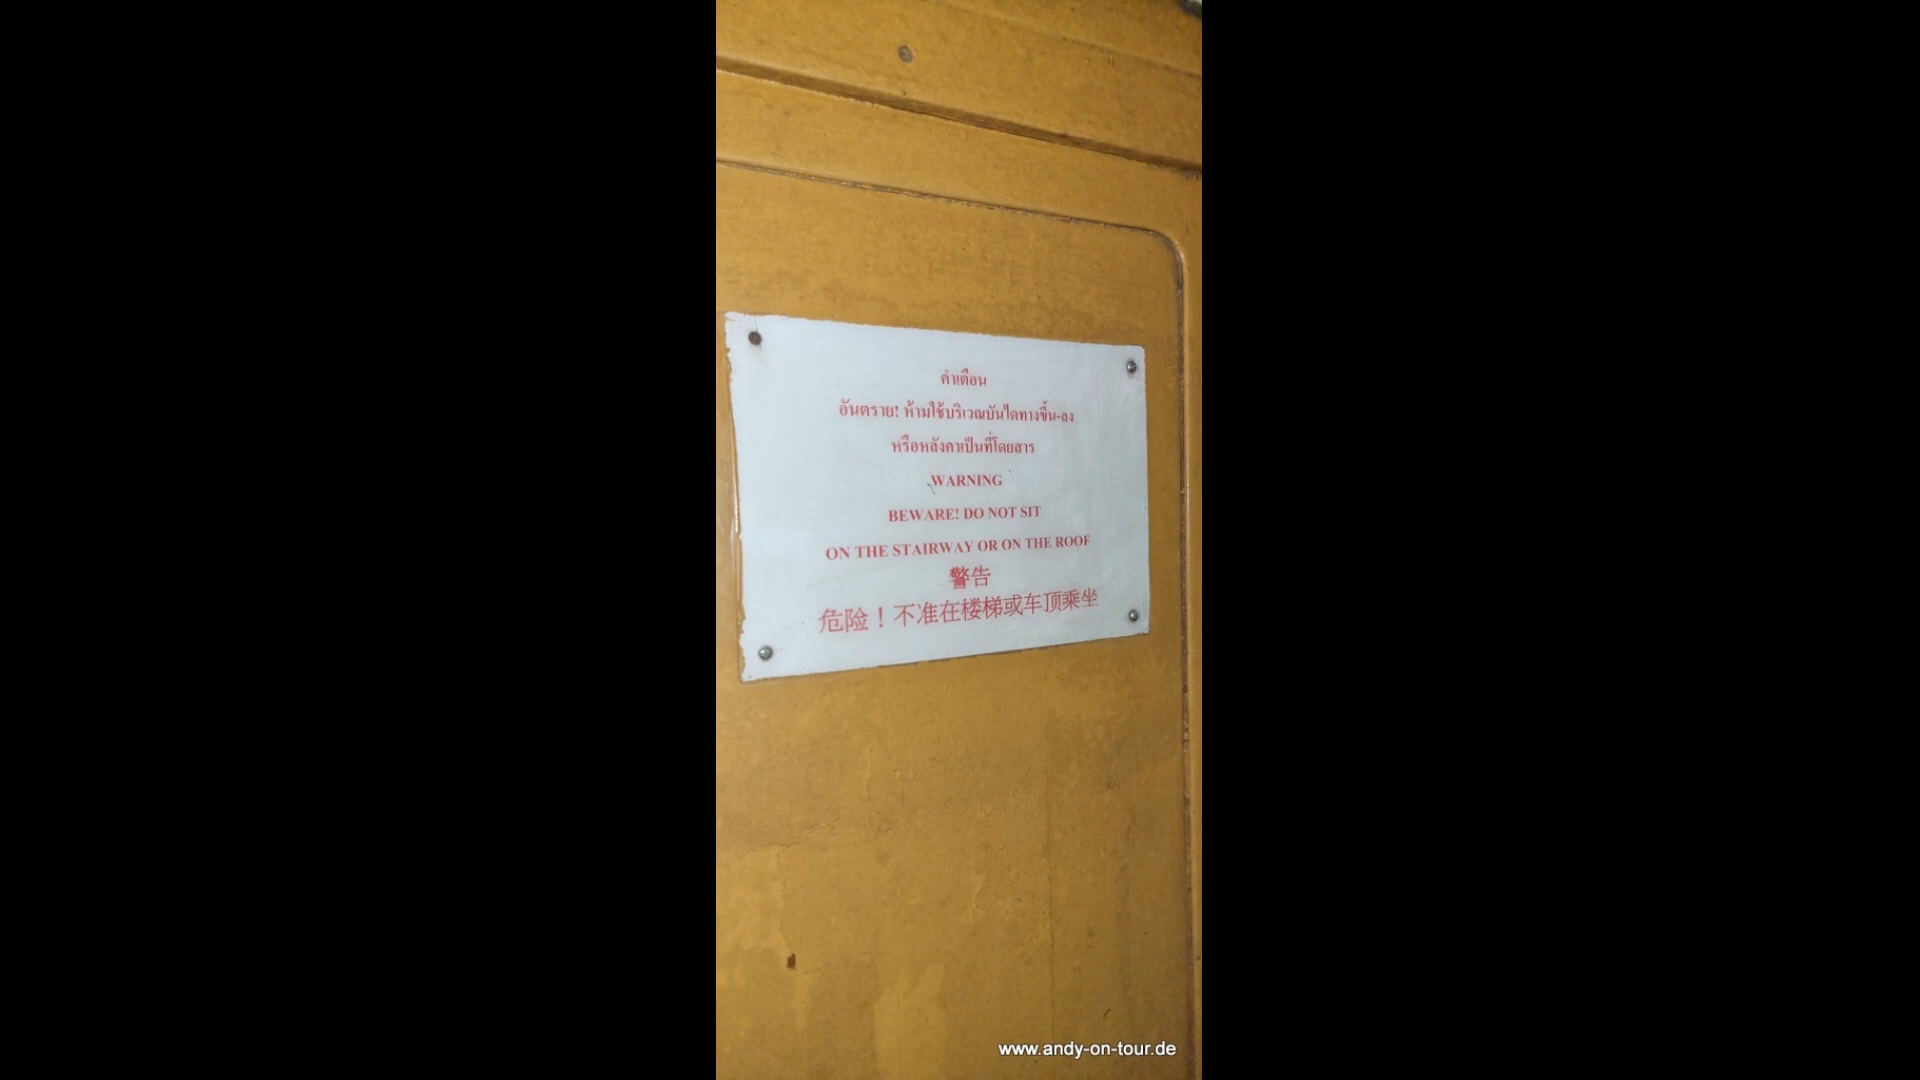 คำเตือน
อันตราย! ห้ามใช้บริเวณบันไดทางขึ้น-ลง
หรือหลังคาเป็นที่โดยสาร
WARNING
BEWARE! DO NOT SIT
ON THE STAIRWAY OR ON THE ROOF
警告
危险！不准在楼梯或车顶乘坐
www.andy-on-tour.de